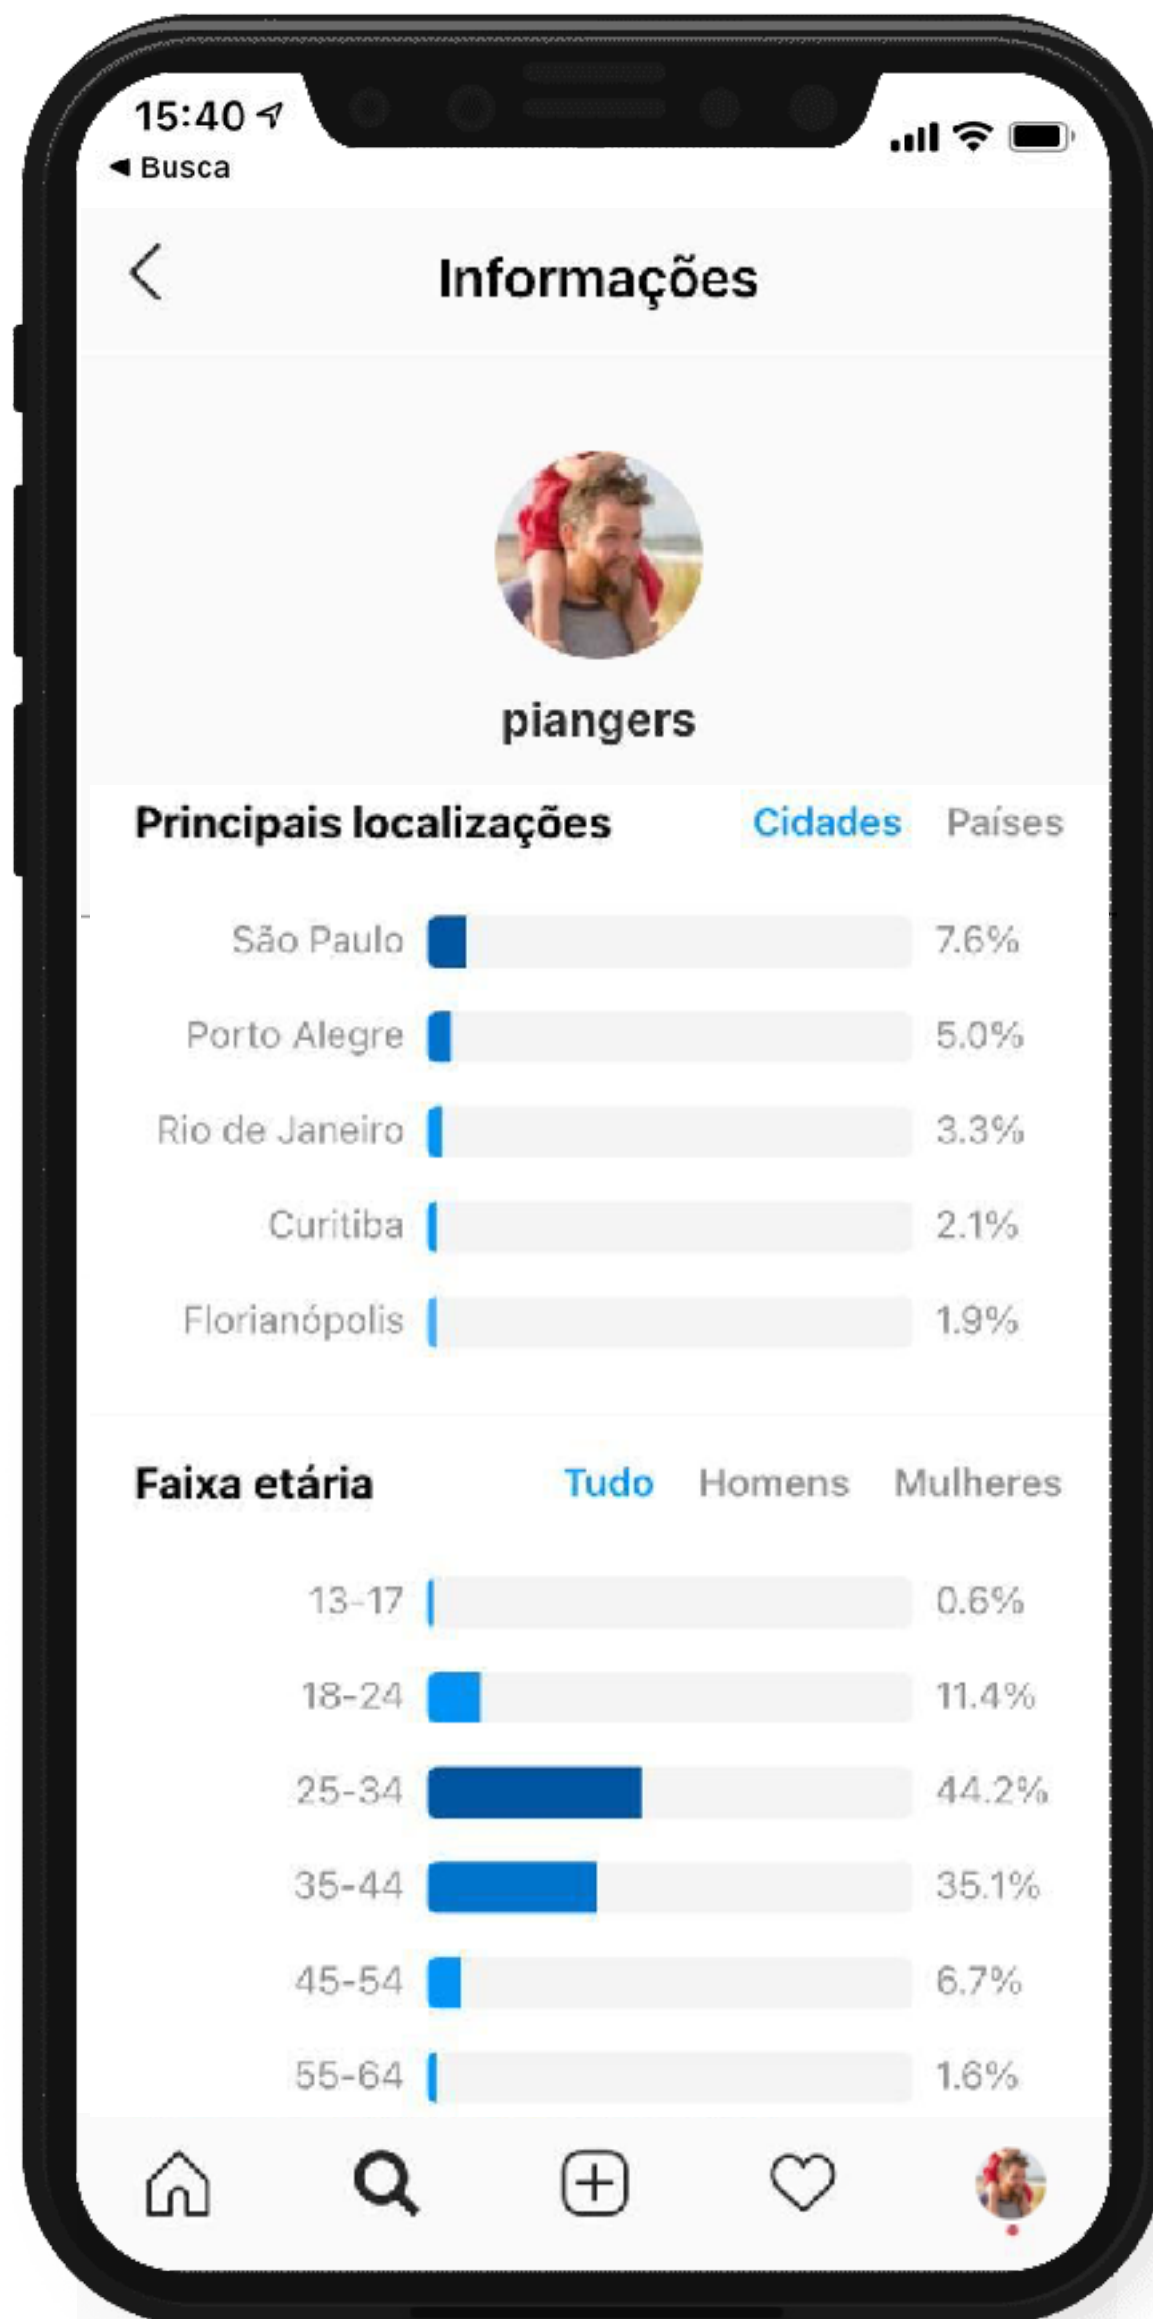 15:40
◀ Busca
Informações
piangers
Principais localizações Cidades Países
São Paulo 7.6%
Porto Alegre 5.0%
Rio de Janeiro 3.3%
Curitiba 2.1%
Florianópolis 1.9%
Faixa etária Tudo Homens Mulheres
13-17 0.6%
18-24 11.4%
25-34 44.2%
35-44 35.1%
45-54 6.7%
55-64 1.6%